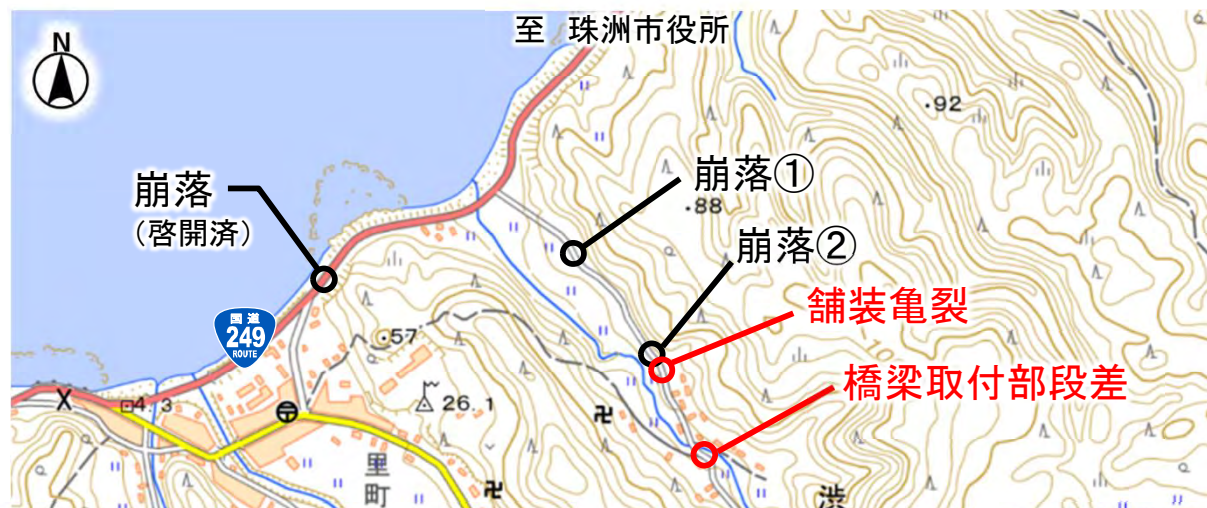 至 珠洲市役所
N
・92
崩落①
崩落
(啓開済)
・88
崩落②
舗装亀裂
国道
249
ROUTE
・57
橋梁取付部段差
4.3
26.1
里町
渋